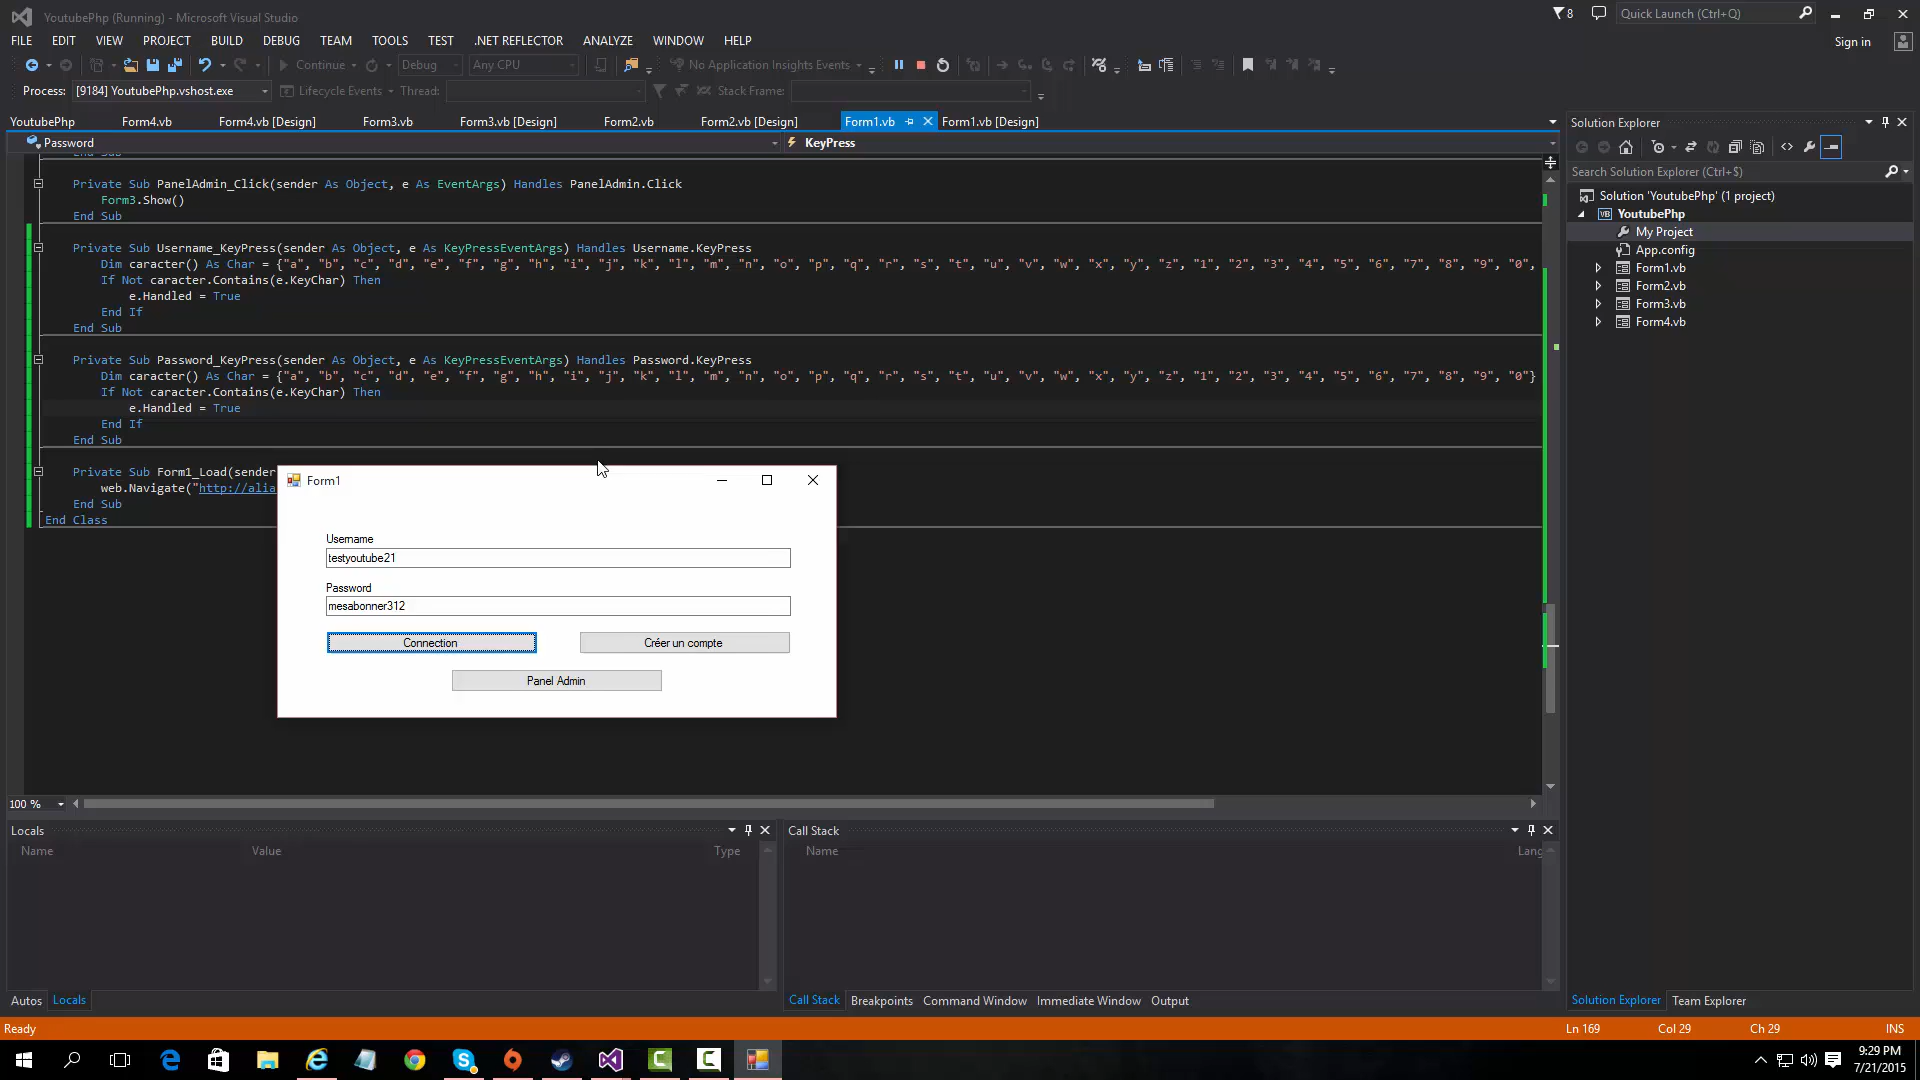 YoutubePhp (Running) - Microsoft Visual Studio
8
Quick Launch (Ctrl+Q)
FILE EDIT VIEW PROJECT BUILD DEBUG TEAM TOOLS TEST .NET REFLECTOR ANALYZE WINDOW HELP
Sign in
Continue Debug Any CPU No Application Insights Events
Process: [9184] YoutubePhp.vshost.exe Lifecycle Events Thread: Stack Frame:
YoutubePhp Form4.vb Form4.vb [Design] Form3.vb Form3.vb [Design] Form2.vb Form2.vb [Design] Form1.vb Form1.vb [Design]
Password KeyPress
End Sub
Private Sub PanelAdmin_Click(sender As Object, e As EventArgs) Handles PanelAdmin.Click
Form3.Show()
End Sub
Private Sub Username_KeyPress(sender As Object, e As KeyPressEventArgs) Handles Username.KeyPress
Dim caracter() As Char = {"a", "b", "c", "d", "e", "f", "g", "h", "i", "j", "k", "l", "m", "n", "o", "p", "q", "r", "s", "t", "u", "v", "w", "x", "y", "z", "1", "2", "3", "4", "5", "6", "7", "8", "9", "0",
If Not caracter.Contains(e.KeyChar) Then
e.Handled = True
End If
End Sub
Private Sub Password_KeyPress(sender As Object, e As KeyPressEventArgs) Handles Password.KeyPress
Dim caracter() As Char = {"a", "b", "c", "d", "e", "f", "g", "h", "i", "j", "k", "l", "m", "n", "o", "p", "q", "r", "s", "t", "u", "v", "w", "x", "y", "z", "1", "2", "3", "4", "5", "6", "7", "8", "9", "0"}
If Not caracter.Contains(e.KeyChar) Then
e.Handled = True
End If
End Sub
Private Sub Form1_Load(sender
web.Navigate("http://alia
End Sub
End Class
Form1
Username
testyoutube21
Password
mesabonner312
Connection Créer un compte
Panel Admin
Solution Explorer
Search Solution Explorer (Ctrl+$)
Solution 'YoutubePhp' (1 project)
VB YoutubePhp
My Project
App.config
Form1.vb
Form2.vb
Form3.vb
Form4.vb
100 %
Locals
Name Value Type
Call Stack
Name Lang
Autos Locals
Call Stack Breakpoints Command Window Immediate Window Output
Solution Explorer Team Explorer
Ready Ln 169 Col 29 Ch 29 INS
9:29 PM
7/21/2015